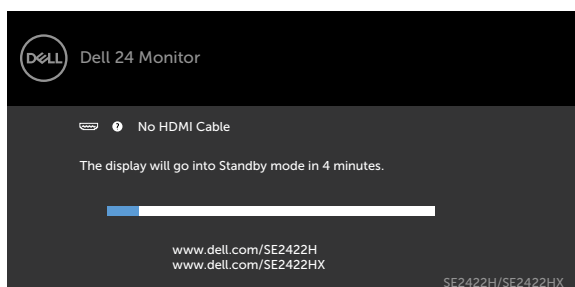 DELL
Dell 24 Monitor
? No HDMI Cable
The display will go into Standby mode in 4 minutes.
www.dell.com/SE2422H
www.dell.com/SE2422HX
SE2422H/SE2422HX